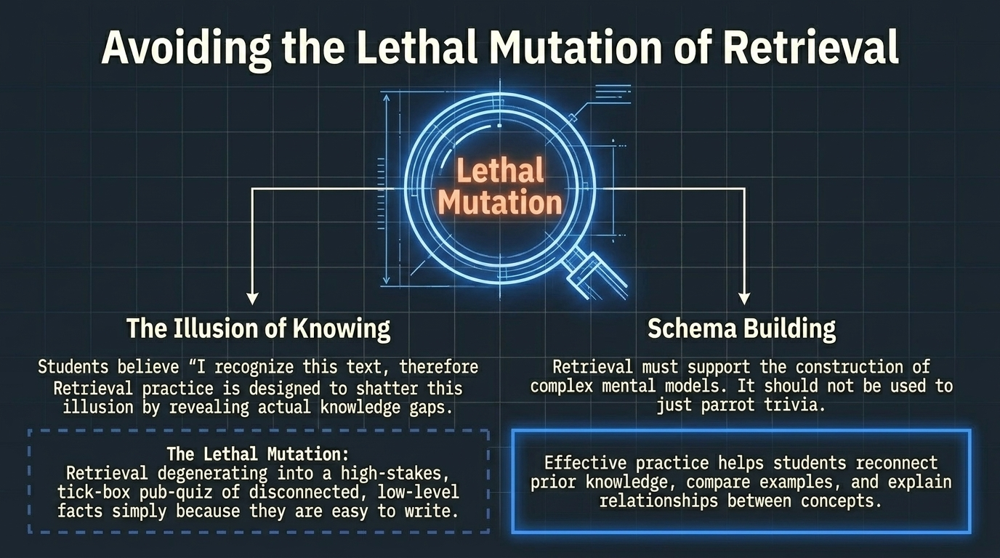 Avoiding the Lethal Mutation of Retrieval
Lethal
Mutation
The Illusion of Knowing
Students believe “I recognize this text, therefore
Retrieval practice is designed to shatter this
illusion by revealing actual knowledge gaps.
The Lethal Mutation:
Retrieval degenerating into a high-stakes,
tick-box pub-quiz of disconnected, low-level
facts simply because they are easy to write.
Schema Building
Retrieval must support the construction of
complex mental models. It should not be used to
just parrot trivia.
Effective practice helps students reconnect
prior knowledge, compare examples, and explain
relationships between concepts.